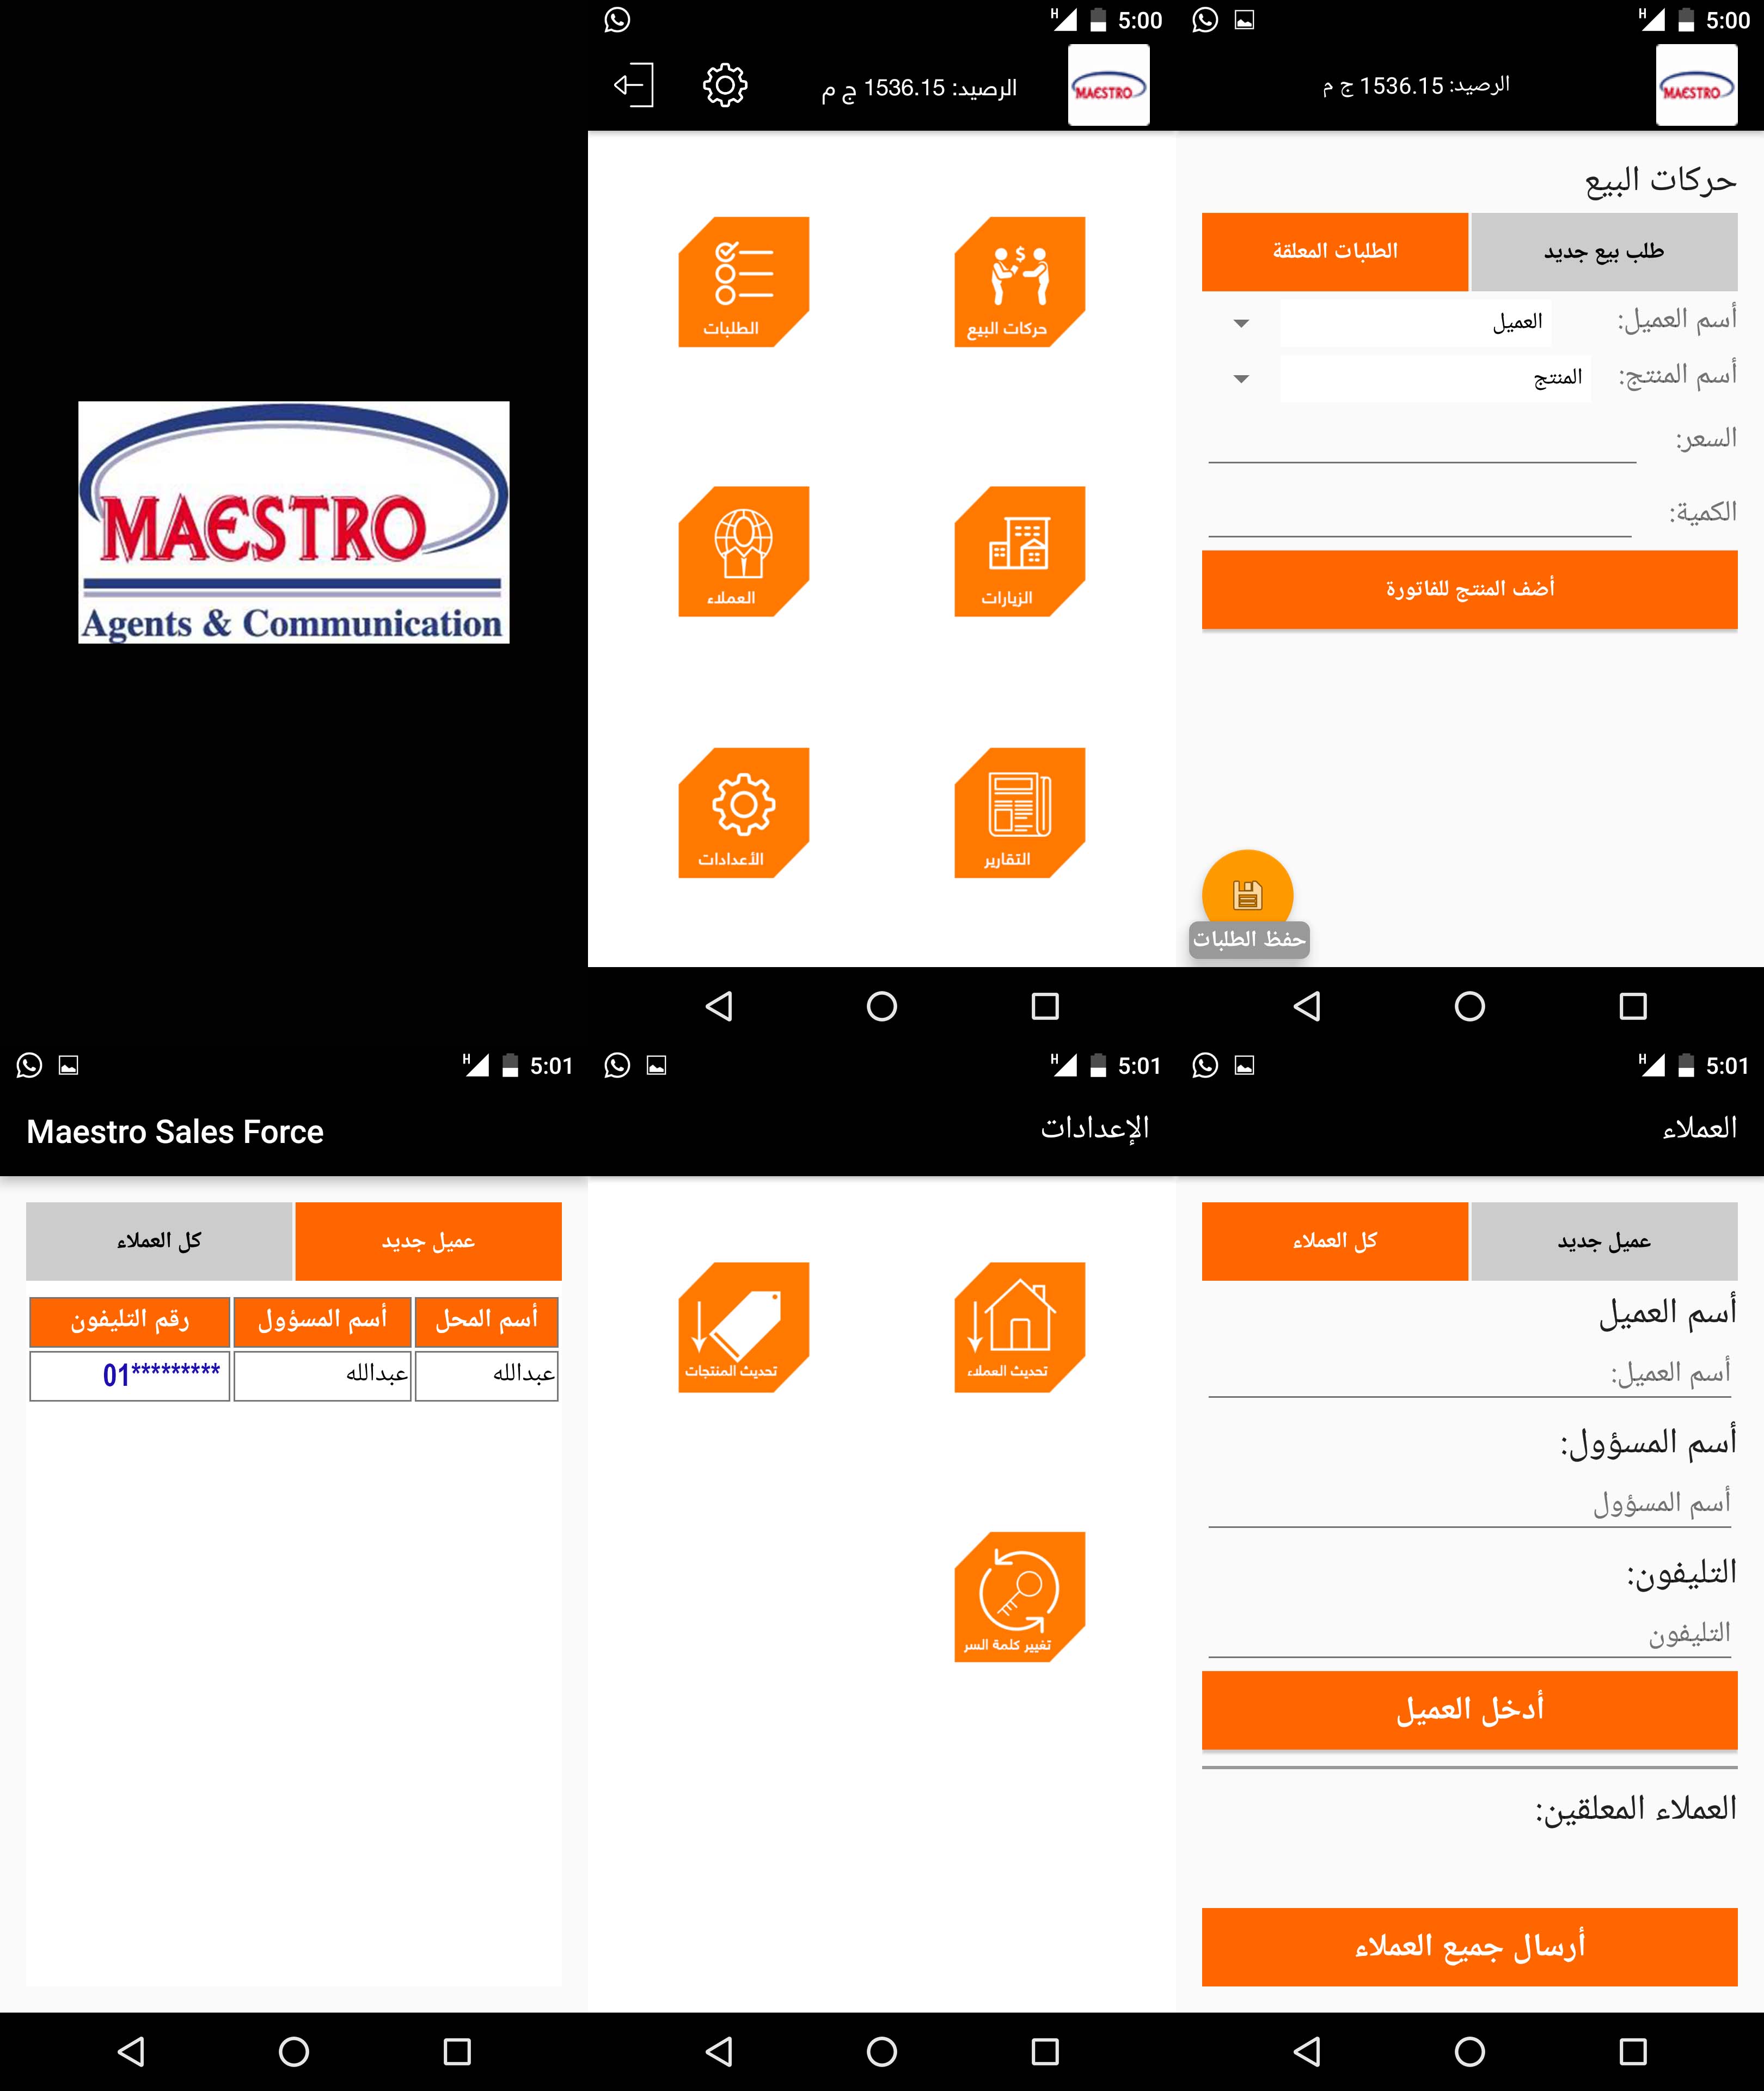 MAESTRO
Agents & Communication
H 5:00
الرصيد: 1536.15 ج م
MAESTRO
حركات البيع
الطلبات
الزيارات
العملاء
التقارير
الأعدادات
H 5:00
الرصيد: 1536.15 ج م
MAESTRO
حركات البيع
طلب بيع جديد
الطلبات المعلقة
أسم العميل:
العميل
أسم المنتج:
المنتج
السعر:
الكمية:
أضف المنتج للفاتورة
حفظ الطلبات
H 5:01
Maestro Sales Force
عميل جديد
كل العملاء
أسم المحل أسم المسؤول رقم التليفون
عبدالله عبدالله 01*********
H 5:01
الإعدادات
تحديث العملاء
تحديث المنتجات
تغيير كلمة السر
H 5:01
العملاء
عميل جديد
كل العملاء
أسم العميل
أسم العميل:
أسم المسؤول:
أسم المسؤول
التليفون:
التليفون
أدخل العميل
العملاء المعلقين:
أرسال جميع العملاء